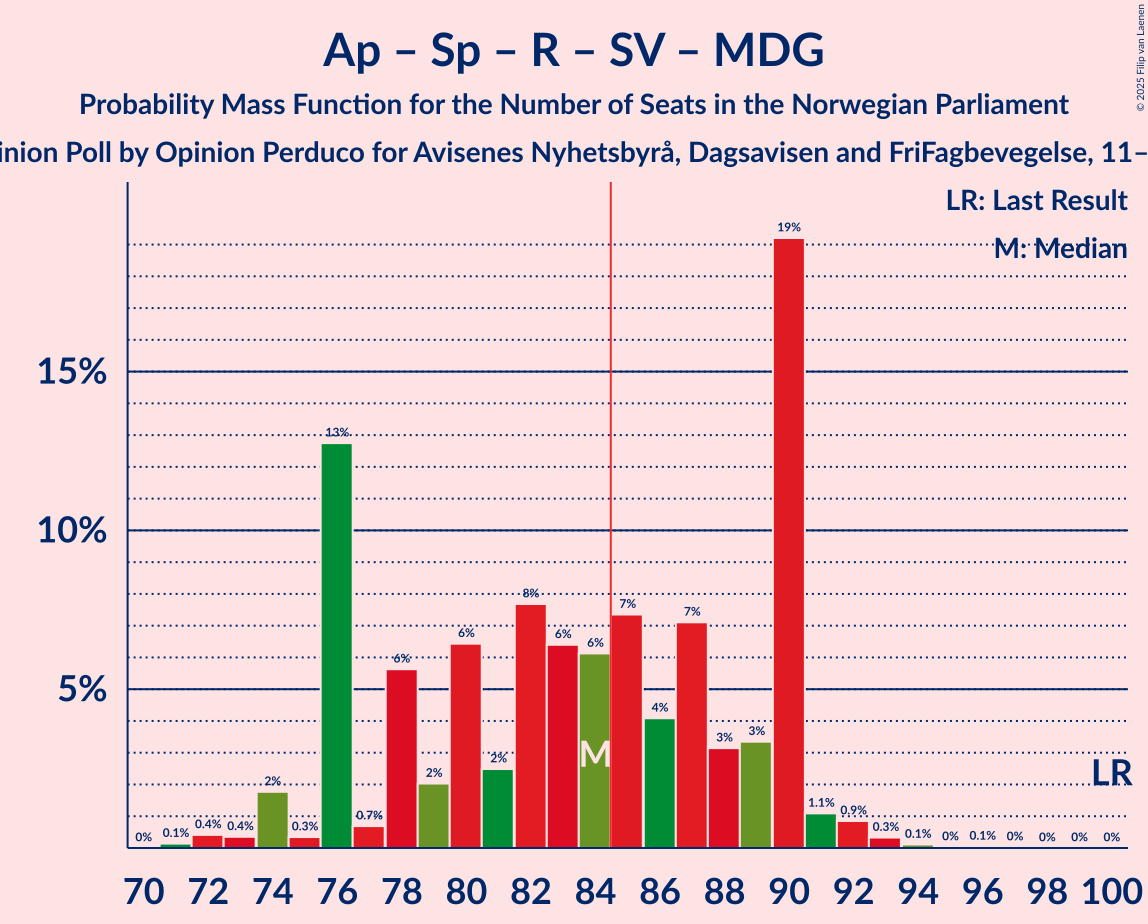 Ap – Sp – R – SV – MDG
Probability Mass Function for the Number of Seats in the Norwegian Parliament
inion Poll by Opinion Perduco for Avisenes Nyhetsbyrå, Dagsavisen and FriFagbevegelse, 11–
© 2025 Filip van Laenen
LR: Last Result
M: Median
15%
10%
5%
0% 0.1% 0.4% 0.4% 2% 0.3% 13% 0.7% 6% 2% 6% 2% 8% 6% 6% 7% 4% 7% 3% 3% 19% 1.1% 0.9% 0.3% 0.1% 0% 0.1% 0% 0% 0% 0%
M
LR
70 72 74 76 78 80 82 84 86 88 90 92 94 96 98 100